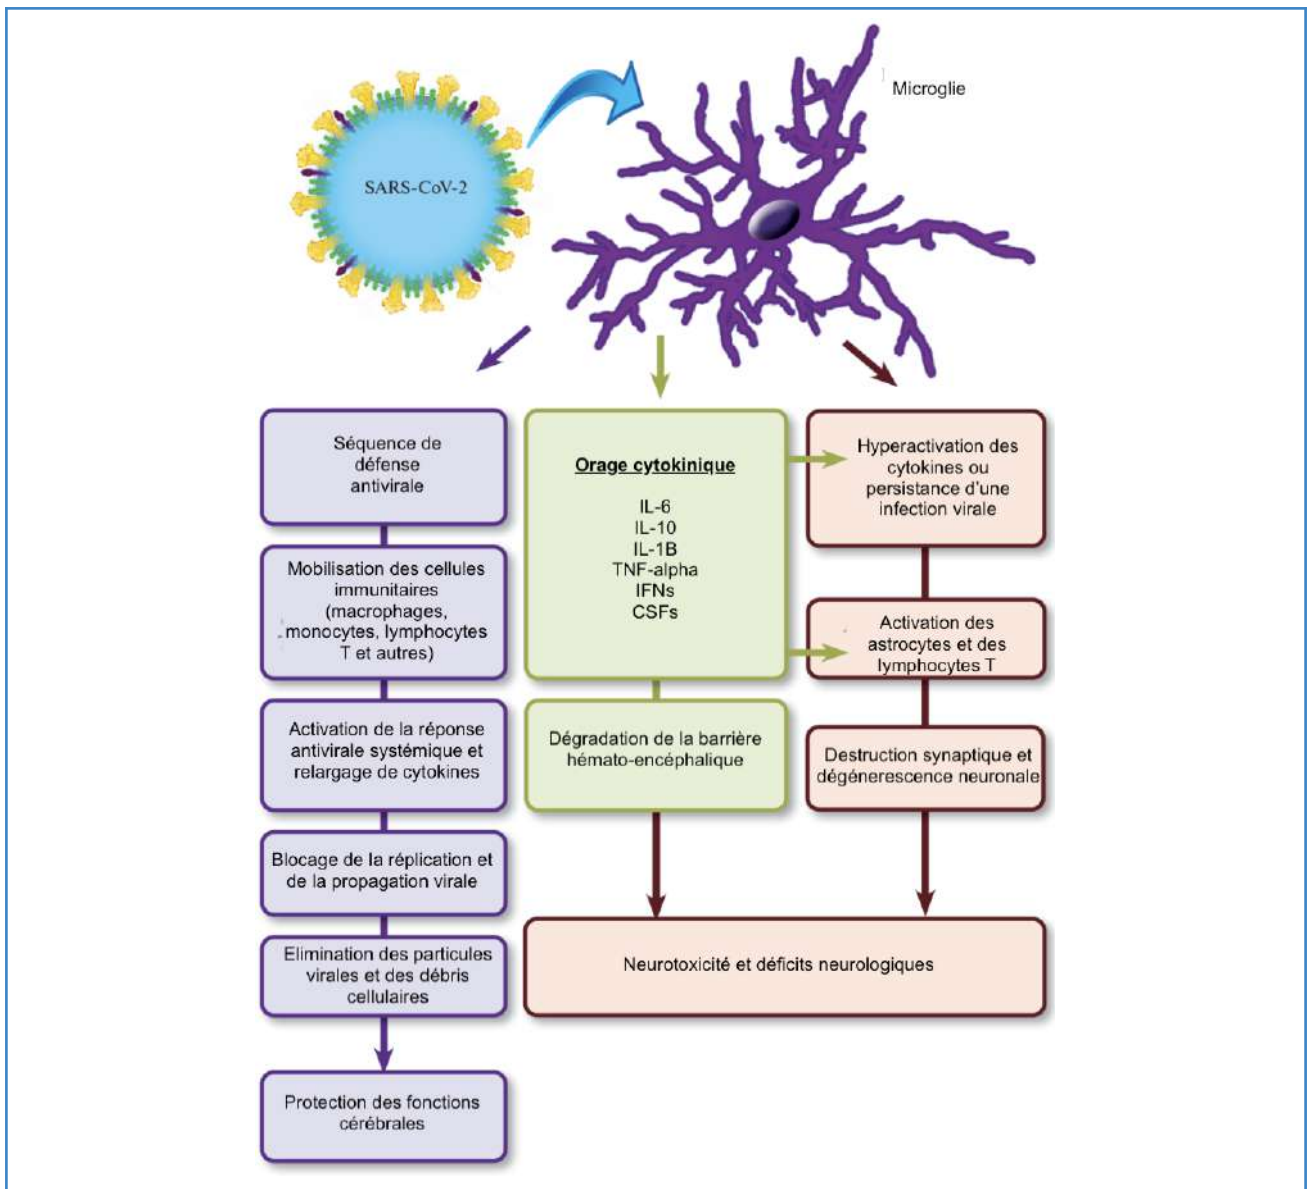 Microglie
SARS-CoV-2
Séquence de
défense
antivirale
Mobilisation des cellules
immunitaires
(macrophages,
monocytes, lymphocytes
T et autres)
Activation de la réponse
antivirale systémique et
relargage de cytokines
Blocage de la réplication et
de la propagation virale
Elimination des particules
virales et des débris
cellulaires
Protection des fonctions
cérébrales
Orage cytokinique
IL-6
IL-10
IL-1B
TNF-alpha
IFNs
CSFs
Dégradation de la barrière
hémato-encéphalique
Hyperactivation des
cytokines ou
persistance d'une
infection virale
Activation des
astrocytes et des
lymphocytes T
Destruction synaptique et
dégénerescence neuronale
Neurotoxicité et déficits neurologiques